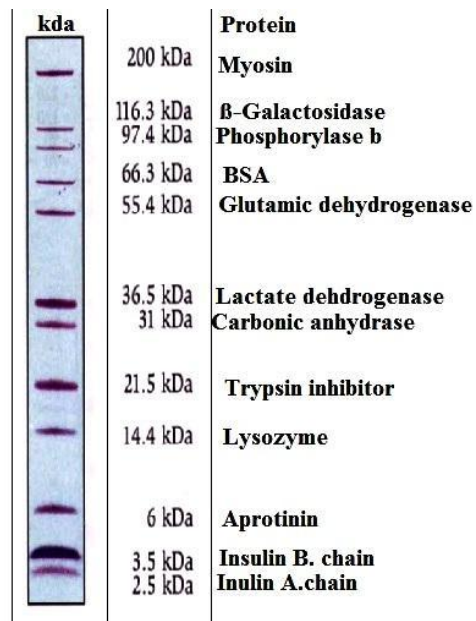 kda Protein
200 kDa Myosin
116.3 kDa ß-Galactosidase
97.4 kDa Phosphorylase b
66.3 kDa BSA
55.4 kDa Glutamic dehydrogenase
36.5 kDa Lactate dehdrogenase
31 kDa Carbonic anhydrase
21.5 kDa Trypsin inhibitor
14.4 kDa Lysozyme
6 kDa Aprotinin
3.5 kDa Insulin B. chain
2.5 kDa Inulin A.chain